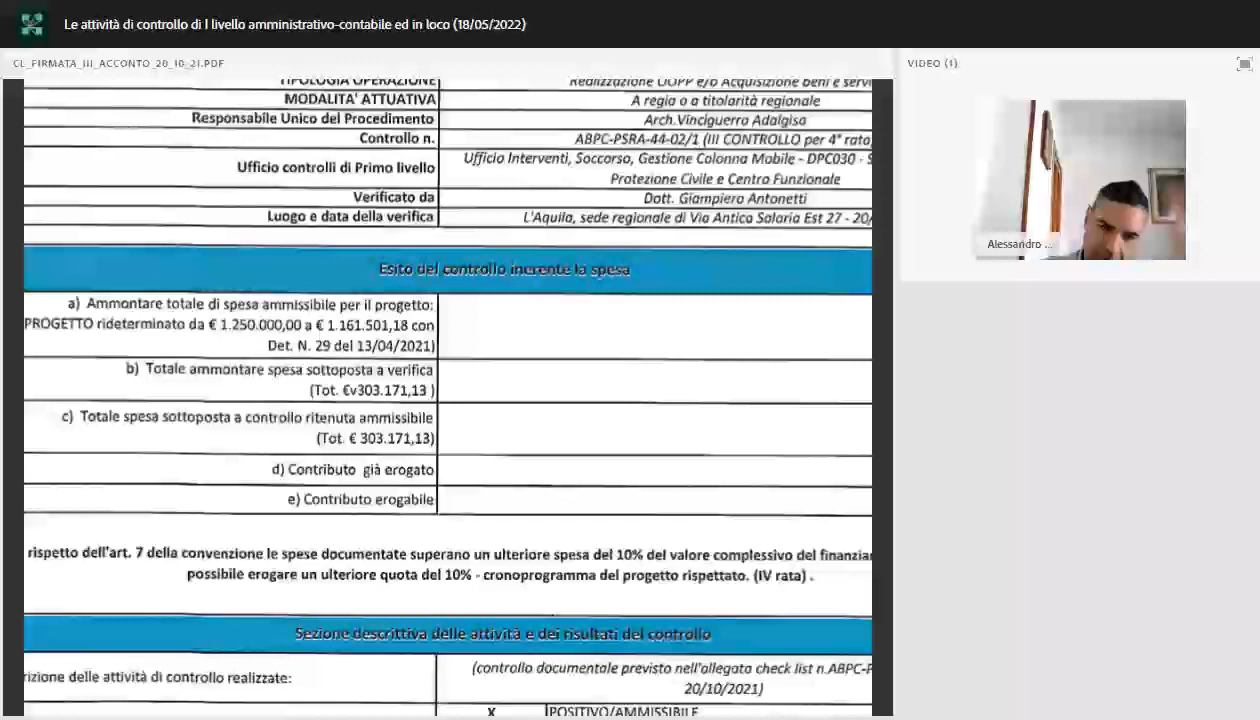 Le attività di controllo di I livello amministrativo-contabile ed in loco (18/05/2022)
CL_FIRMATA_III_ACCONTO_20_10_21.PDF
VIDEO (1)
TIPOLOGIA OPERAZIONE
Realizzazione OOPP e/o Acquisizione beni e servi
MODALITA' ATTUATIVA
A regia o a titolarità regionale
Responsabile Unico del Procedimento
Arch.Vinciguerra Adalgisa
Controllo n.
ABPC-PSRA-44-02/1 (III CONTROLLO per 4° rata
Ufficio controlli di Primo livello
Ufficio Interventi, Soccorso, Gestione Colonna Mobile - DPC030 - S
Protezione Civile e Centro Funzionale
Verificato da
Dott. Giampiero Antonetti
Luogo e data della verifica
L'Aquila, sede regionale di Via Antica Salaria Est 27 - 20/
Esito del controllo inerente la spesa
a) Ammontare totale di spesa ammissibile per il progetto:
PROGETTO rideterminato da € 1.250.000,00 a € 1.161.501,18 con
Det. N. 29 del 13/04/2021)
b) Totale ammontare spesa sottoposta a verifica
(Tot. €v303.171,13 )
c) Totale spesa sottoposta a controllo ritenuta ammissibile
(Tot. € 303.171,13)
d) Contributo già erogato
e) Contributo erogabile
rispetto dell'art. 7 della convenzione le spese documentate superano un ulteriore spesa del 10% del valore complessivo del finanzia
possibile erogare un ulteriore quota del 10% - cronoprogramma del progetto rispettato. (IV rata) .
Sezione descrittiva delle attività e dei risultati del controllo
rizione delle attività di controllo realizzate:
(controllo documentale previsto nell'allegata check list n.ABPC-P
20/10/2021)
X POSITIVO/AMMISSIBILE
Alessandro ...